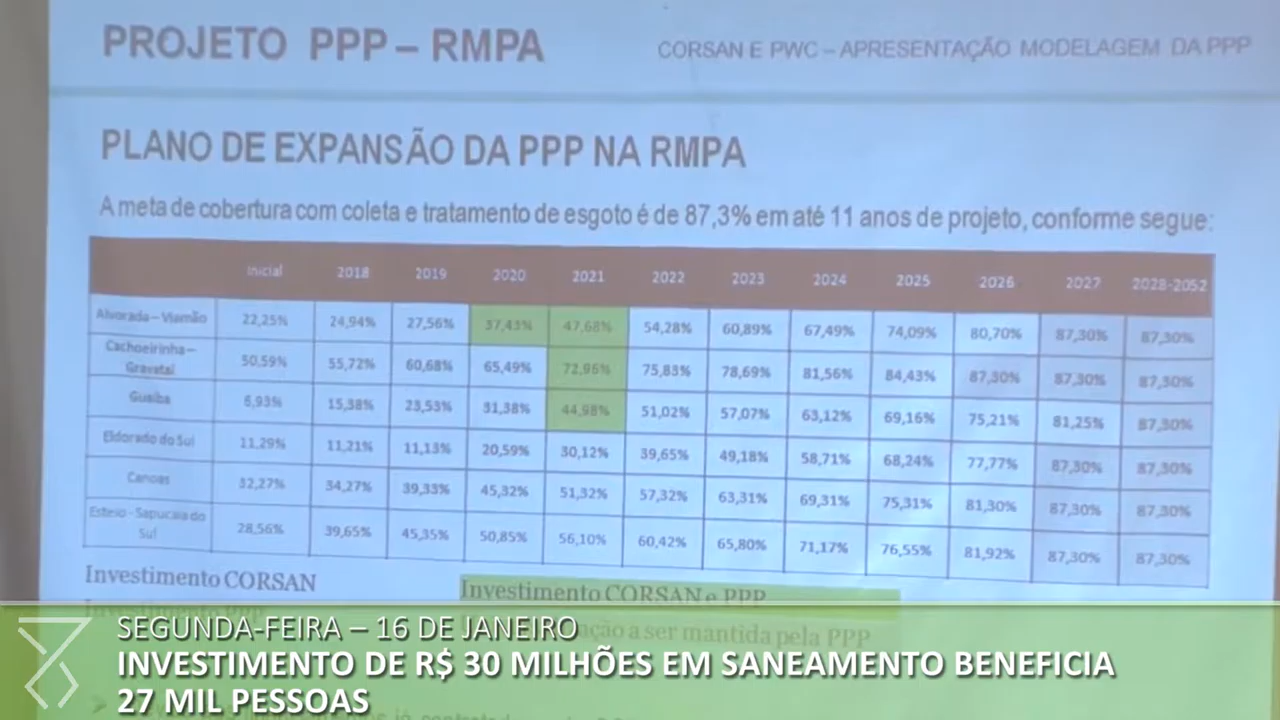 PROJETO PPP – RMPA
CORSAN E PWC – APRESENTAÇÃO MODELAGEM DA PPP
PLANO DE EXPANSÃO DA PPP NA RMPA
A meta de cobertura com coleta e tratamento de esgoto é de 87,3% em até 11 anos de projeto, conforme segue:
Inicial 2018 2019 2020 2021 2022 2023 2024 2025 2026 2027 2028-2052
Alvorada – Viamão 22,25% 24,94% 27,56% 37,43% 47,68% 54,28% 60,89% 67,49% 74,09% 80,70% 87,30% 87,30%
Cachoeirinha –
Gravataí 50,59% 55,72% 60,68% 65,49% 72,96% 75,83% 78,69% 81,56% 84,43% 87,30% 87,30% 87,30%
Guaíba 6,93% 15,38% 23,53% 31,38% 44,98% 51,02% 57,07% 63,12% 69,16% 75,21% 81,25% 87,30%
Eldorado do Sul 11,29% 11,21% 11,13% 20,59% 30,12% 39,65% 49,18% 58,71% 68,24% 77,77% 87,30% 87,30%
Canoas 32,27% 34,27% 39,33% 45,32% 51,32% 57,32% 63,31% 69,31% 75,31% 81,30% 87,30% 87,30%
Esteio - Sapucaia do
Sul 28,56% 39,65% 45,35% 50,85% 56,10% 60,42% 65,80% 71,17% 76,55% 81,92% 87,30% 87,30%
Investimento CORSAN
Investimento CORSAN e PPP
Investimento PPP
a ser mantida pela PPP
SEGUNDA-FEIRA – 16 DE JANEIRO
INVESTIMENTO DE R$ 30 MILHÕES EM SANEAMENTO BENEFICIA
27 MIL PESSOAS